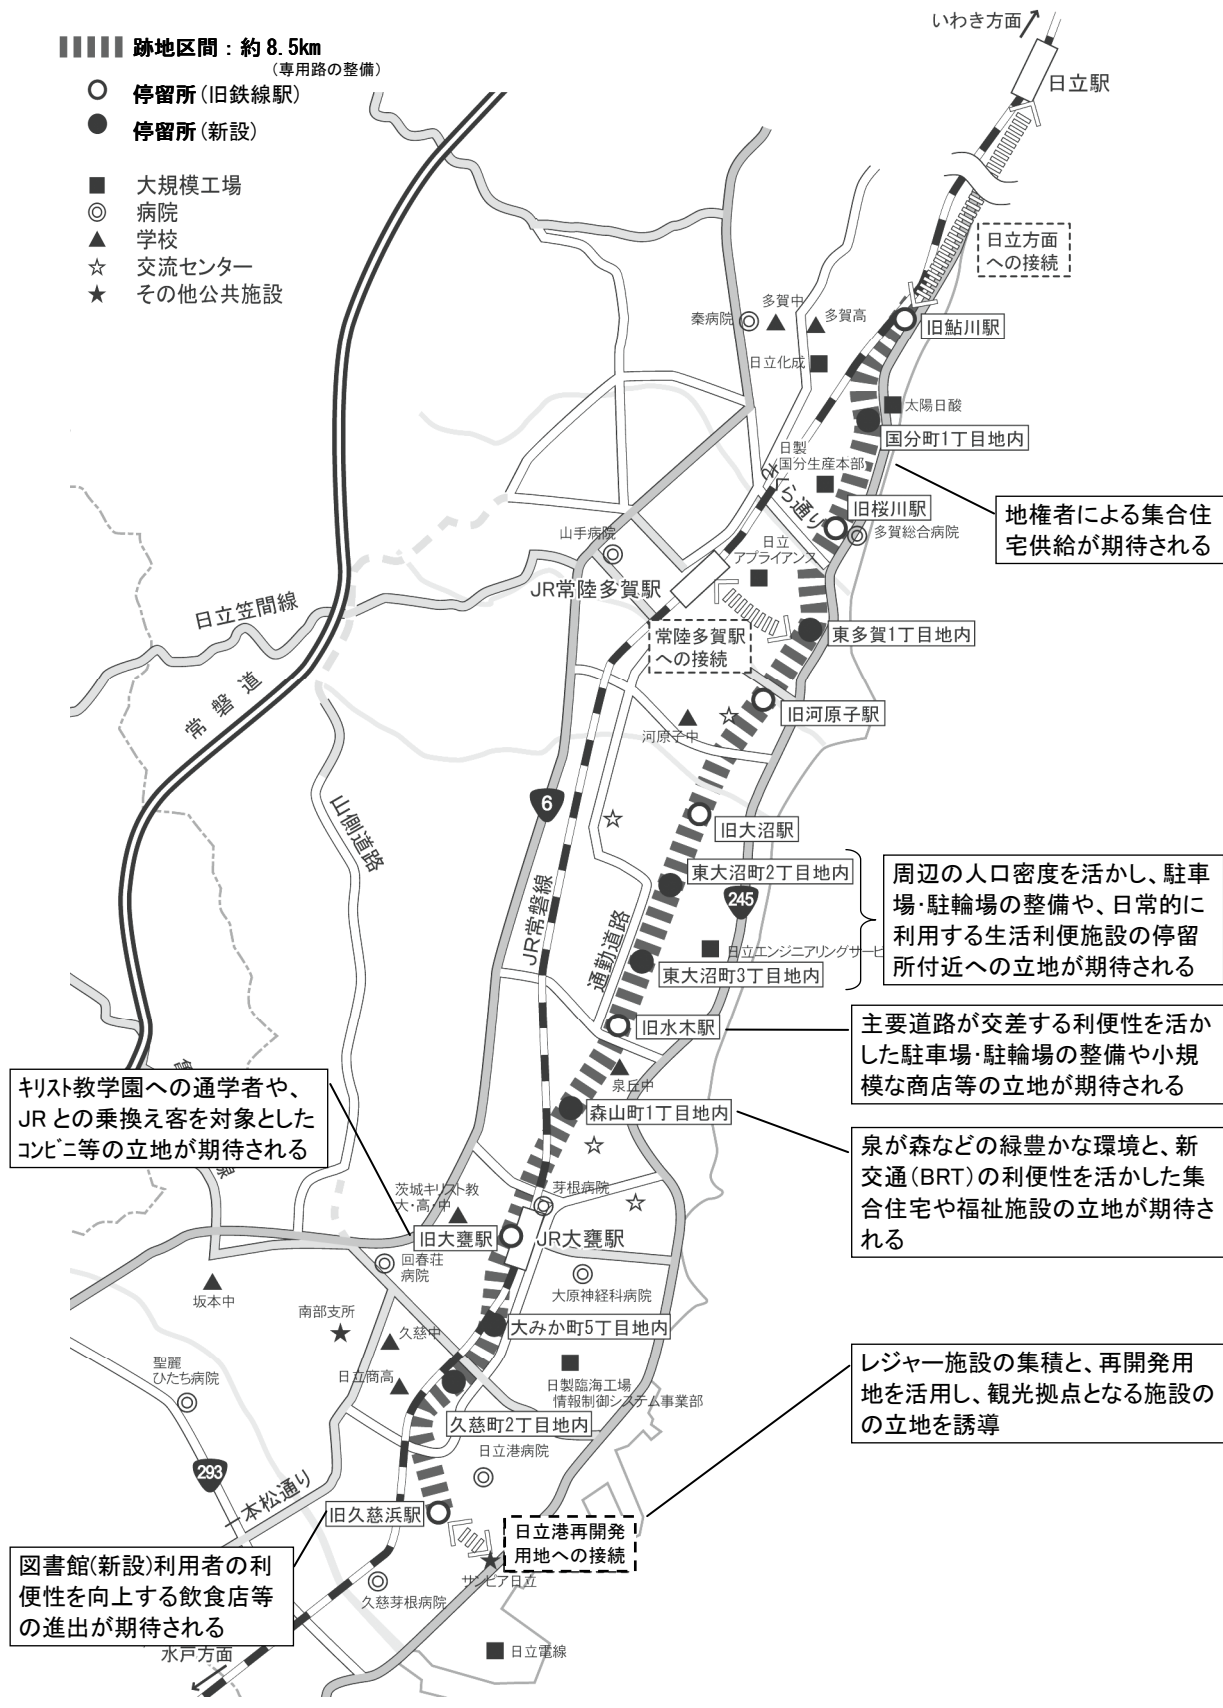 いわき方面
跡地区間：約8.5km
(専用路の整備)
停留所(旧鉄線駅)
停留所(新設)
大規模工場
病院
学校
交流センター
その他公共施設
日立駅
日立方面
への接続
多賀中
秦病院
多賀高
旧鮎川駅
日立化成
太陽日酸
国分町1丁目地内
日製
国分生産本部
さくら通り
旧桜川駅
多賀総合病院
地権者による集合住
宅供給が期待される
山手病院
日立
アプライアンス
JR常陸多賀駅
日立笠間線
常陸多賀駅
への接続
東多賀1丁目地内
常磐道
旧河原子駅
河原子中
6
山側道路
旧大沼駅
東大沼町2丁目地内
245
JR常磐線
通勤道路
日立エンジニアリングサービ
東大沼町3丁目地内
周辺の人口密度を活かし、駐車
場･駐輪場の整備や、日常的に
利用する生活利便施設の停留
所付近への立地が期待される
旧水木駅
主要道路が交差する利便性を活か
した駐車場･駐輪場の整備や小規
模な商店等の立地が期待される
泉丘中
森山町1丁目地内
キリスト教学園への通学者や、
JRとの乗換え客を対象とした
コンビニ等の立地が期待される
線
泉が森などの緑豊かな環境と、新
交通(BRT)の利便性を活かした集
合住宅や福祉施設の立地が期待さ
れる
茨城キリスト教
大・高・中
芽根病院
旧大甕駅
JR大甕駅
回春荘
病院
大原神経科病院
坂本中
南部支所
久慈中
大みか町5丁目地内
聖麗
ひたち病院
日立商高
日製臨海工場
情報制御システム事業部
レジャー施設の集積と、再開発用
地を活用し、観光拠点となる施設の
の立地を誘導
久慈町2丁目地内
日立港病院
293
一本松通り
旧久慈浜駅
日立港再開発
用地への接続
サンピア日立
図書館(新設)利用者の利
便性を向上する飲食店等
の進出が期待される
久慈芽根病院
水戸方面
日立電線